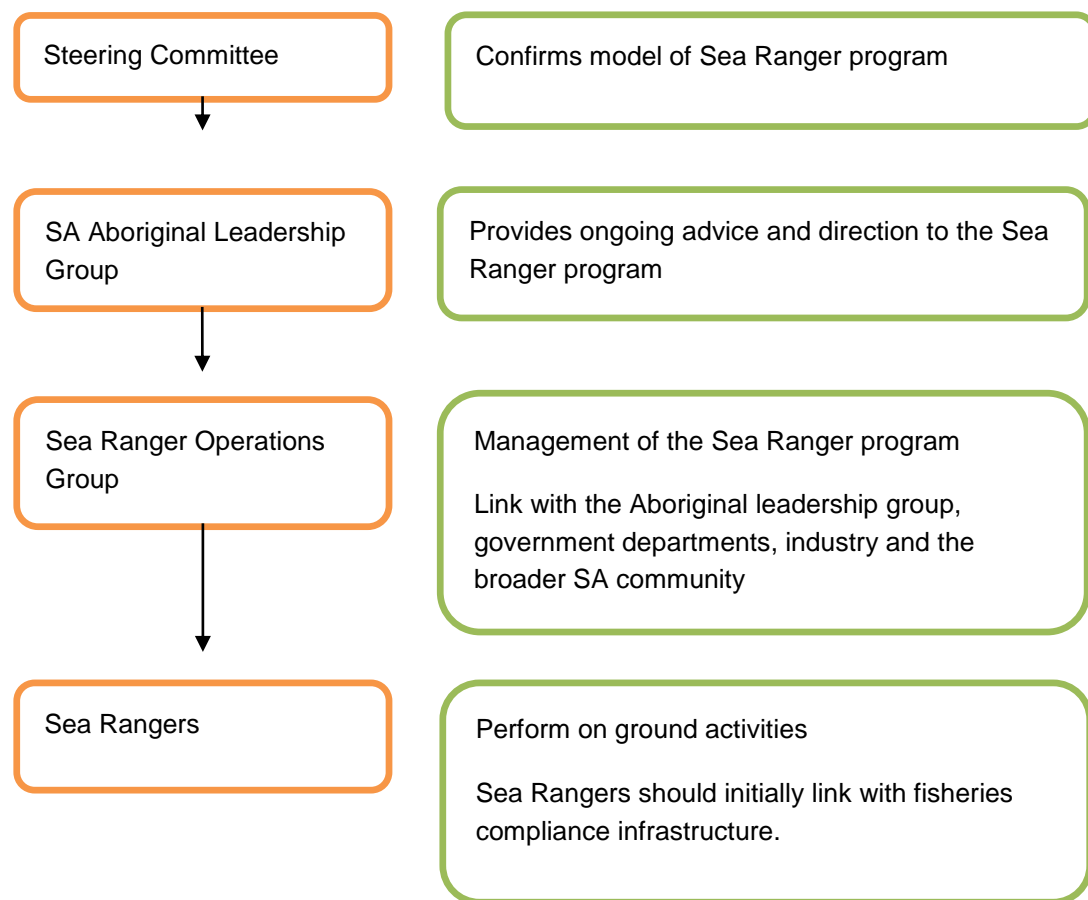 Steering Committee
Confirms model of Sea Ranger program
SA Aboriginal Leadership
Group
Provides ongoing advice and direction to the Sea
Ranger program
Sea Ranger Operations
Group
Management of the Sea Ranger program
Link with the Aboriginal leadership group,
government departments, industry and the
broader SA community
Sea Rangers
Perform on ground activities
Sea Rangers should initially link with fisheries
compliance infrastructure.